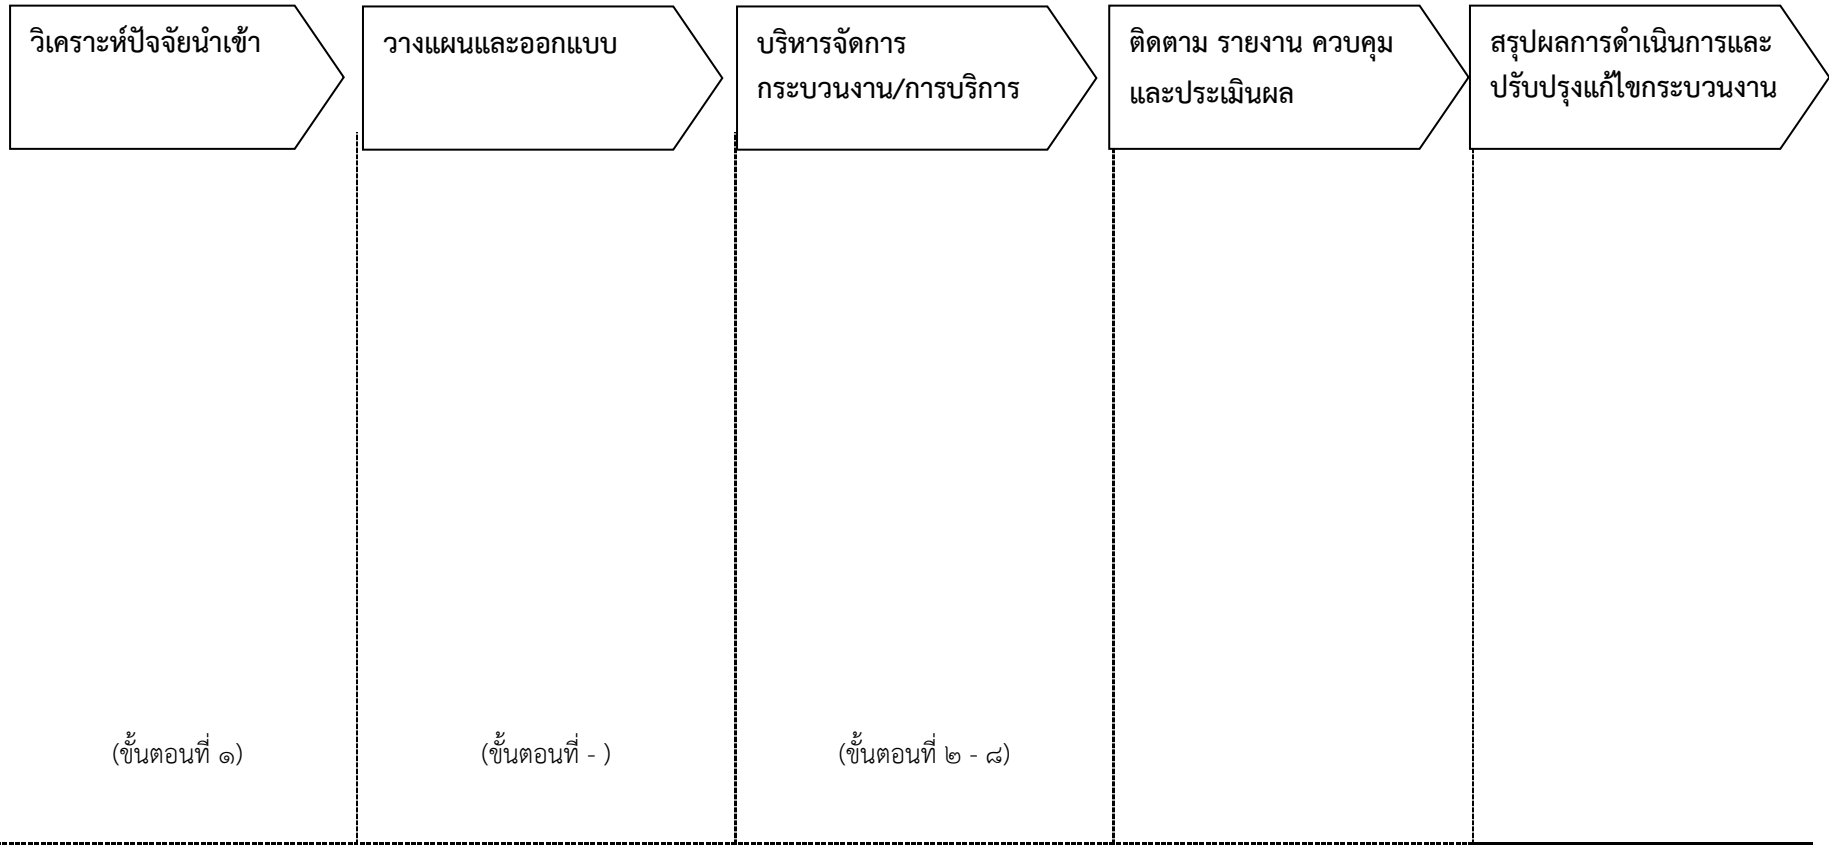 วิเคราะห์ปัจจัยนำเข้า
วางแผนและออกแบบ
บริหารจัดการ
กระบวนงาน/การบริการ
ติดตาม รายงาน ควบคุม
และประเมินผล
สรุปผลการดำเนินการและ
ปรับปรุงแก้ไขกระบวนงาน
(ขั้นตอนที่ ๑)
(ขั้นตอนที่ - )
(ขั้นตอนที่ ๒ - ๘)